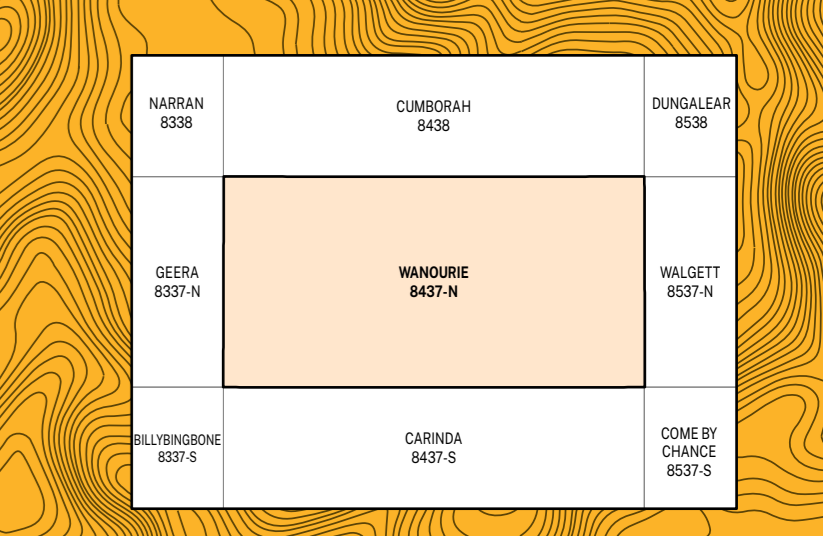 NARRAN
8338
CUMBORAH
8438
DUNGALEAR
8538
GEERA
8337-N
WANOURIE
8437-N
WALGETT
8537-N
BILLYBINGBONE
8337-S
CARINDA
8437-S
COME BY
CHANCE
8537-S